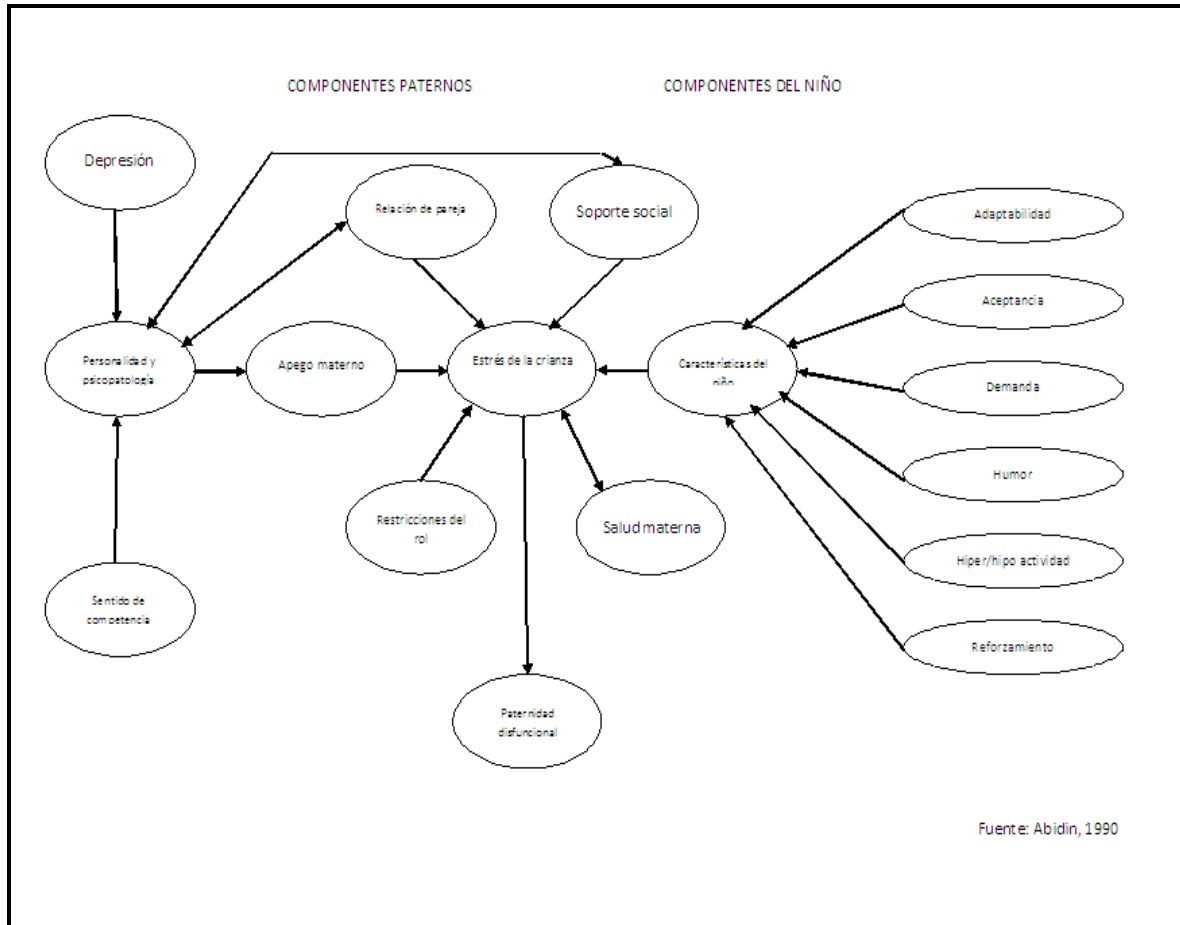 COMPONENTES PATERNOS
COMPONENTES DEL NIÑO
Depresión
Relación de pareja
Soporte social
Adaptabilidad
Aceptancia
Personalidad y
psicopatología
Apego materno
Estrés de la crianza
Características del
niño
Demanda
Humor
Restricciones del
rol
Salud materna
Hiper/hipo actividad
Sentido de
competencia
Reforzamiento
Paternidad
disfuncional
Fuente: Abidin, 1990